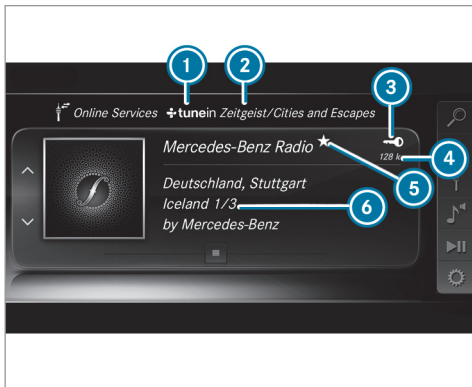 1 2 3
Online Services tunein Zeitgeist/Cities and Escapes
Mercedes-Benz Radio
128 k
4
5
Deutschland, Stuttgart
Iceland 1/3
6
by Mercedes-Benz